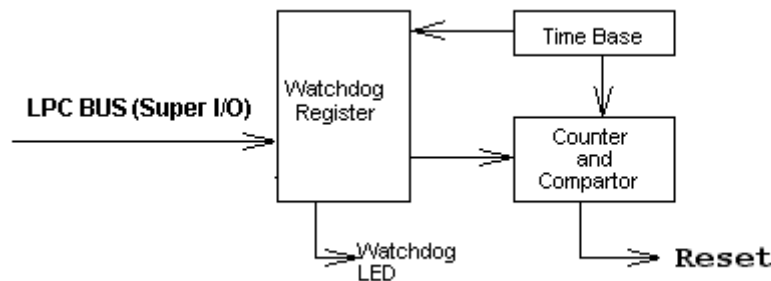 Time Base
LPC BUS (Super I/O)
Watchdog
Register
Counter
and
Compartor
Watchdog
LED
Reset